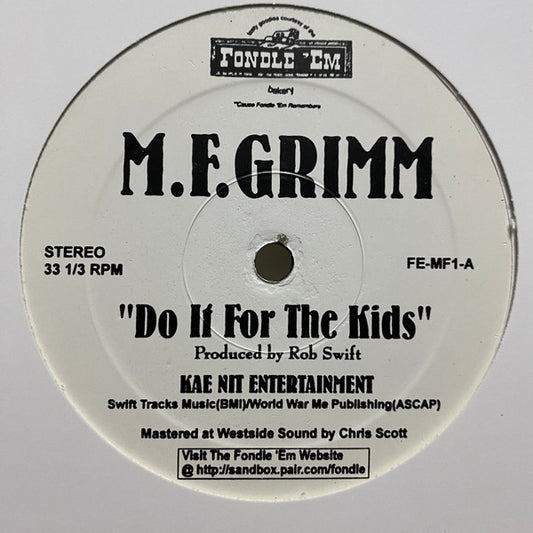 tasty goodies courtesy of the
FONDLE 'EM
bakery
"Cause Fondle 'Em Remembers
M.F.GRIMM
STEREO
33 1/3 RPM
FE-MF1-A
"Do It For The Kids"
Produced by Rob Swift
KAE NIT ENTERTAINMENT
Swift Tracks Music(BMI)/World War Me Publishing(ASCAP)
Mastered at Westside Sound by Chris Scott
Visit The Fondle 'Em Website
@ http://sandbox.pair.com/fondle